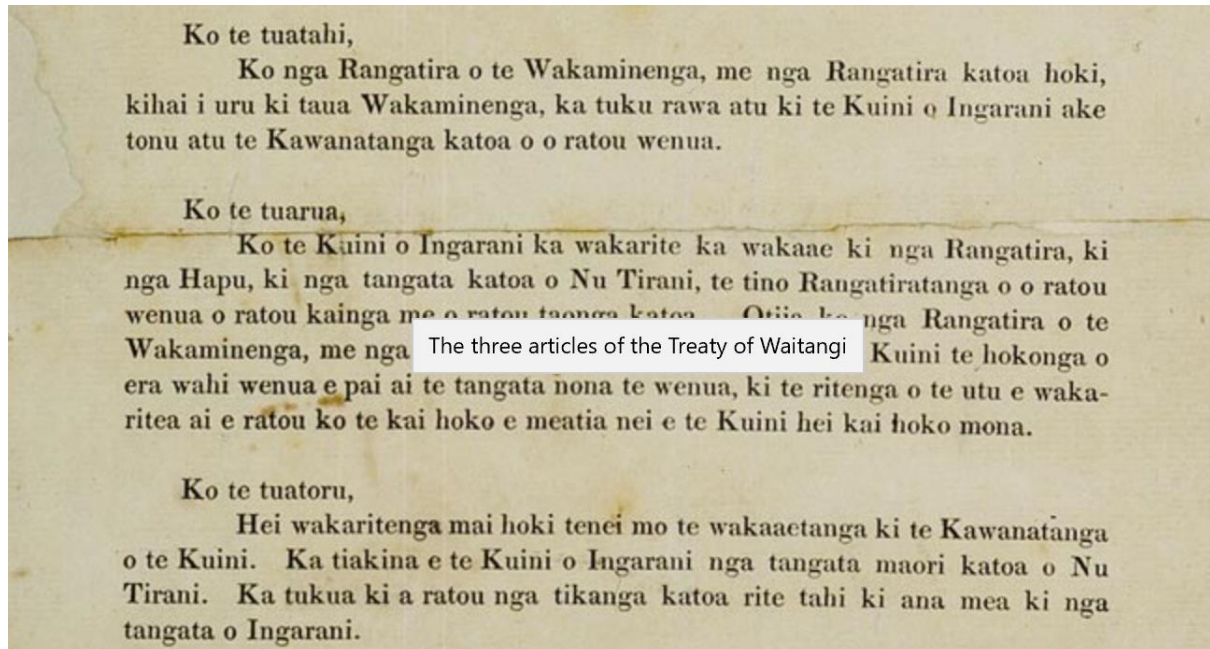 Ko te tuatahi,
Ko nga Rangatira o te Wakaminenga, me nga Rangatira katoa hoki,
kihai i uru ki taua Wakaminenga, ka tuku rawa atu ki te Kuini o Ingarani ake
tonu atu te Kawanatanga katoa o o ratou wenua.
Ko te tuarua,
Ko te Kuini o Ingarani ka wakarite ka wakaae ki nga Rangatira, ki
nga Hapu, ki nga tangata katoa o Nu Tirani, te tino Rangatiratanga o o ratou
wenua o ratou kainga me o ratou taonga katoa. Otiia ko nga Rangatira o te
Wakaminenga, me nga Kuini te hokonga o
The three articles of the Treaty of Waitangi
era wahi wenua e pai ai te tangata nona te wenua, ki te ritenga o te utu e waka-
ritea ai e ratou ko te kai hoko e meatia nei e te Kuini hei kai hoko mona.
Ko te tuatoru,
Hei wakaritenga mai hoki tenei mo te wakaaetanga ki te Kawanatanga
o te Kuini. Ka tiakina e te Kuini o Ingarani nga tangata maori katoa o Nu
Tirani. Ka tukua ki a ratou nga tikanga katoa rite tahi ki ana mea ki nga
tangata o Ingarani.